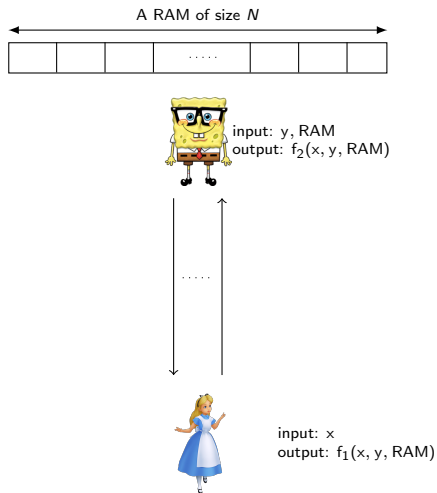 A RAM of size N
. . . . .
input: y, RAM
output: f₂(x, y, RAM)
. . . . .
input: x
output: f₁(x, y, RAM)